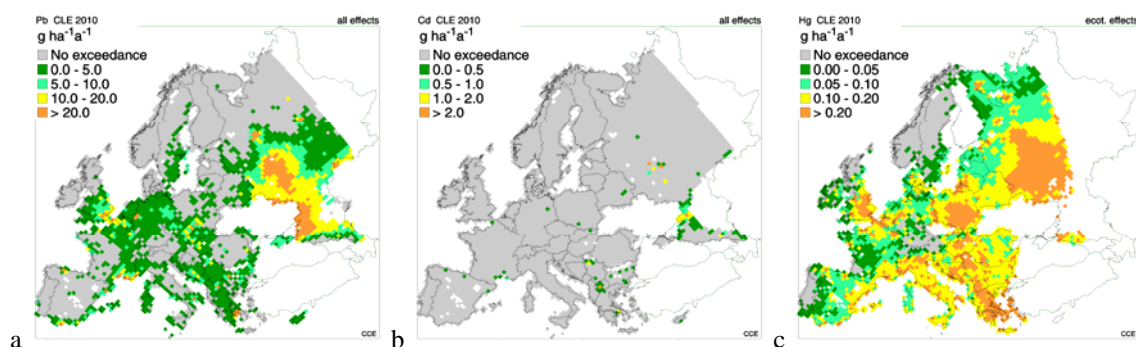 Pb CLE 2010 all effects
g ha⁻¹a⁻¹
No exceedance
0.0 - 5.0
5.0 - 10.0
10.0 - 20.0
> 20.0
CCE
a
Cd CLE 2010 all effects
g ha⁻¹a⁻¹
No exceedance
0.0 - 0.5
0.5 - 1.0
1.0 - 2.0
> 2.0
CCE
b
Hg CLE 2010 ecot. effects
g ha⁻¹a⁻¹
No exceedance
0.00 - 0.05
0.05 - 0.10
0.10 - 0.20
> 0.20
CCE
c